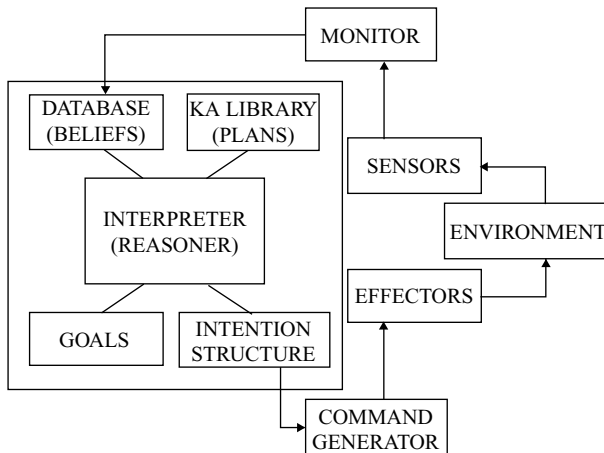 MONITOR
DATABASE
(BELIEFS)
KA LIBRARY
(PLANS)
SENSORS
INTERPRETER
(REASONER)
ENVIRONMENT
EFFECTORS
GOALS
INTENTION
STRUCTURE
COMMAND
GENERATOR